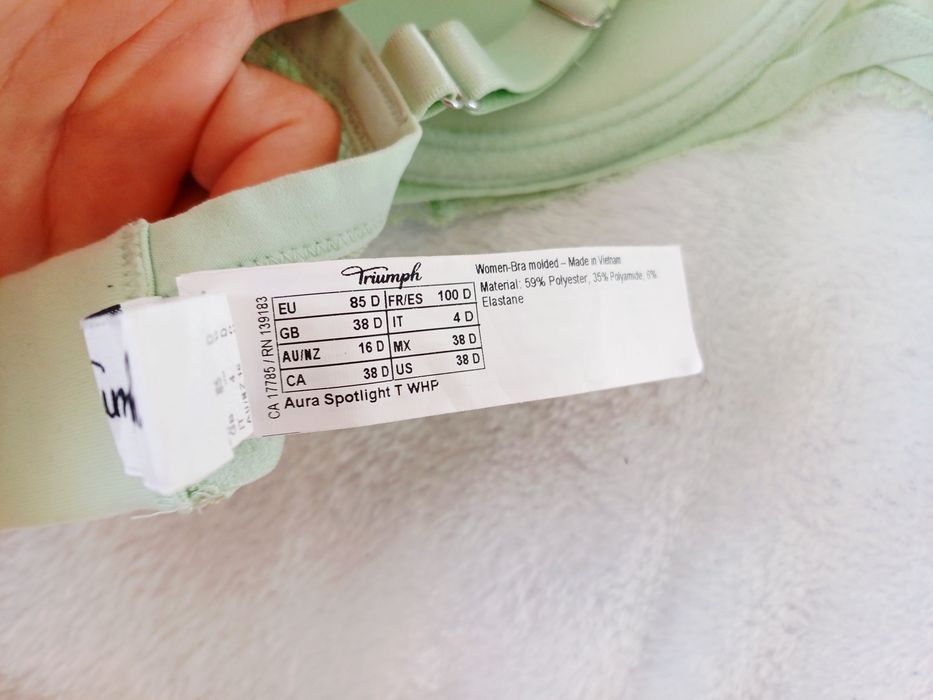 Triumph
EU 85 D FR/ES 100 D
GB 38 D IT 4 D
AU/NZ 16 D MX 38 D
CA 38 D US 38 D
Aura Spotlight T WHP
CA 17785 / RN 139183
Women-Bra molded – Made in Vietnam
Material: 59% Polyester, 35% Polyamide, 6%
Elastane
um